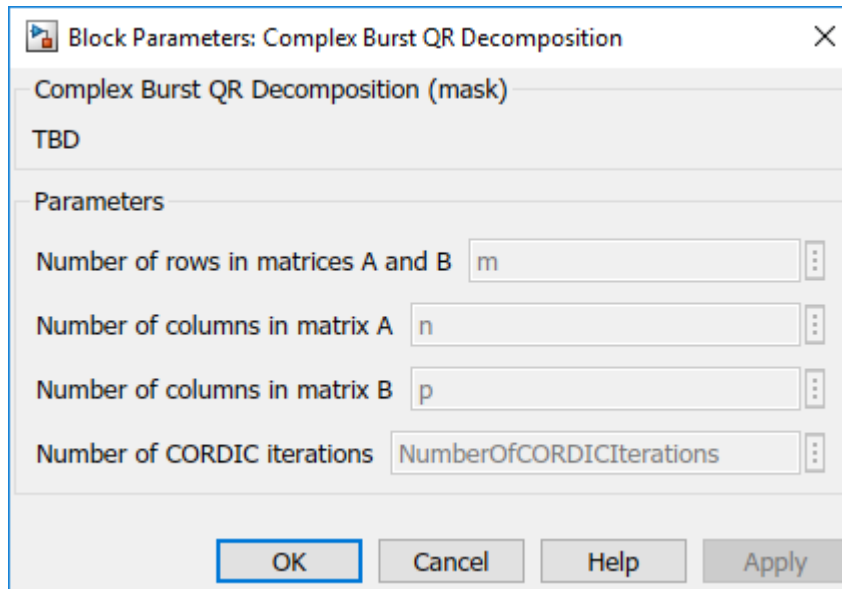 Block Parameters: Complex Burst QR Decomposition
Complex Burst QR Decomposition (mask)
TBD
Parameters
Number of rows in matrices A and B m
Number of columns in matrix A n
Number of columns in matrix B p
Number of CORDIC iterations NumberOfCORDICIterations
OK Cancel Help Apply